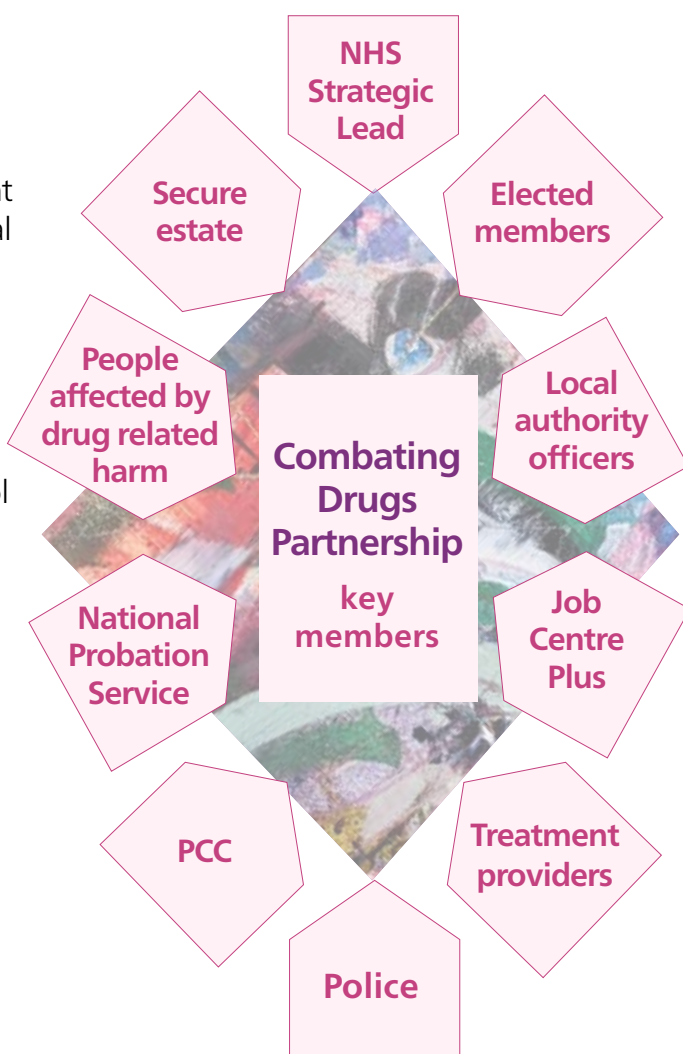 NHS
Strategic
Lead
Secure
estate
Elected
members
People
affected by
drug related
harm
Local
authority
officers
Combating
Drugs
Partnership
key
members
National
Probation
Service
Job
Centre
Plus
PCC
Treatment
providers
Police